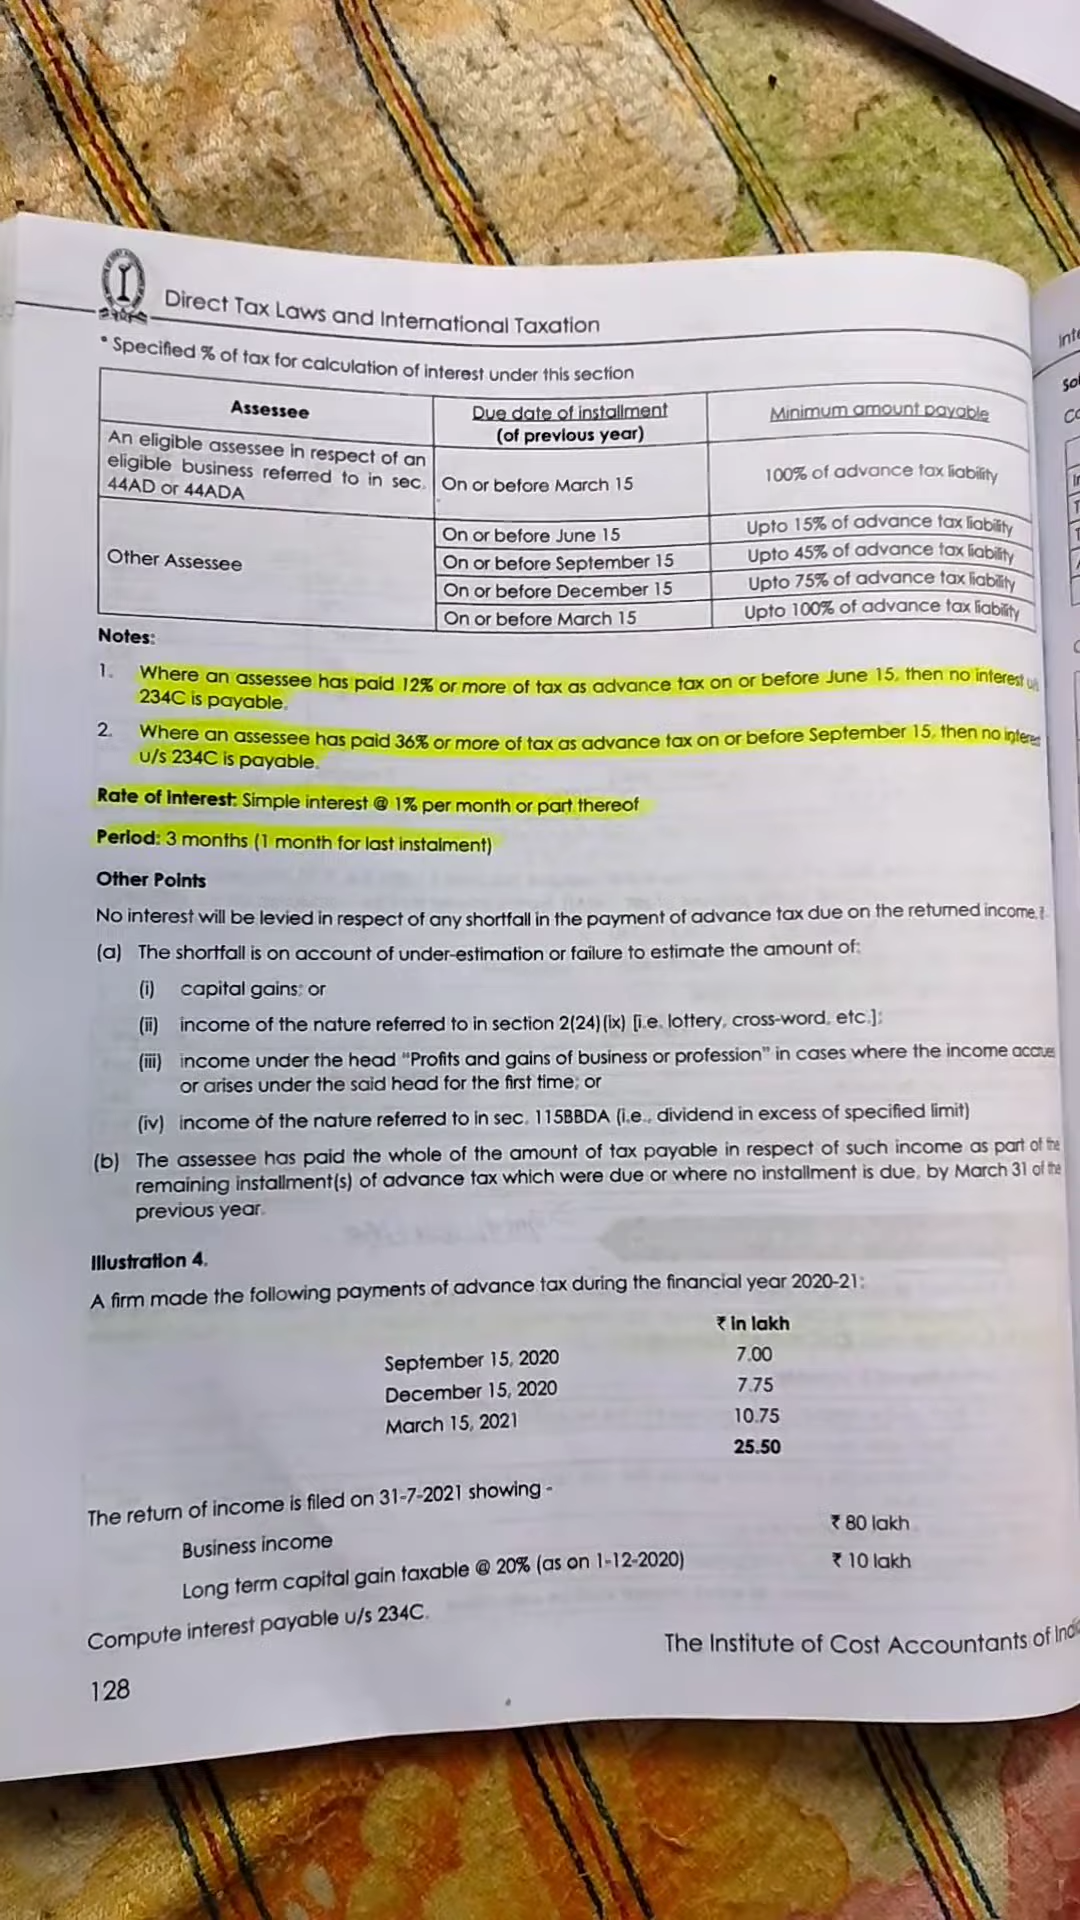 Direct Tax Laws and International Taxation
* Specified % of tax for calculation of interest under this section
Assessee
Due date of installment
(of previous year)
Minimum amount payable
An eligible assessee in respect of an
eligible business referred to in sec.
44AD or 44ADA
On or before March 15
100% of advance tax liability
Other Assessee
On or before June 15
Upto 15% of advance tax liability
On or before September 15
Upto 45% of advance tax liability
On or before December 15
Upto 75% of advance tax liability
On or before March 15
Upto 100% of advance tax liability
Notes:
1. Where an assessee has paid 12% or more of tax as advance tax on or before June 15, then no interest
234C is payable.
2. Where an assessee has paid 36% or more of tax as advance tax on or before September 15, then no interest
u/s 234C is payable.
Rate of Interest: Simple interest @ 1% per month or part thereof
Period: 3 months (1 month for last instalment)
Other Points
No interest will be levied in respect of any shortfall in the payment of advance tax due on the returned income,
(a) The shortfall is on account of under-estimation or failure to estimate the amount of:
(i) capital gains; or
(ii) income of the nature referred to in section 2(24)(ix) [i.e. lottery, cross-word, etc.];
(iii) income under the head "Profits and gains of business or profession" in cases where the income accrues
or arises under the said head for the first time; or
(iv) income of the nature referred to in sec. 115BBDA (i.e., dividend in excess of specified limit)
(b) The assessee has paid the whole of the amount of tax payable in respect of such income as part of the
remaining installment(s) of advance tax which were due or where no installment is due, by March 31 of the
previous year.
Illustration 4.
A firm made the following payments of advance tax during the financial year 2020-21:
₹ in lakh
September 15, 2020 7.00
December 15, 2020 7.75
March 15, 2021 10.75
25.50
The return of income is filed on 31-7-2021 showing -
Business income ₹ 80 lakh
Long term capital gain taxable @ 20% (as on 1-12-2020) ₹ 10 lakh
Compute interest payable u/s 234C.
The Institute of Cost Accountants of
128